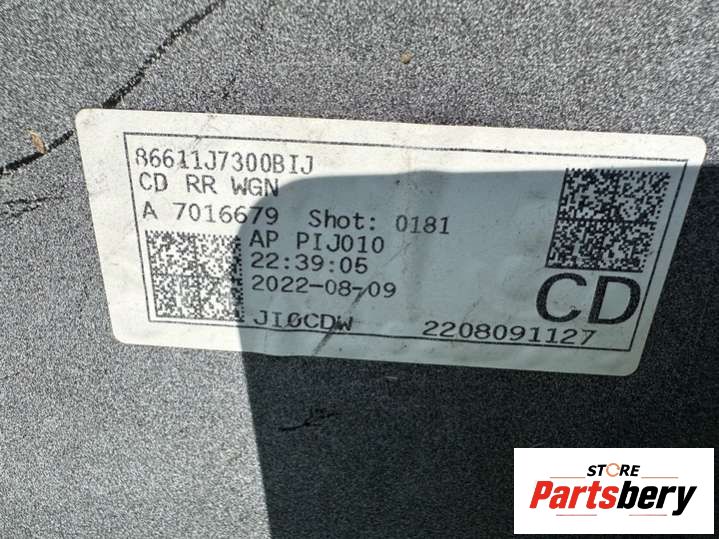 86611J7300BIJ
CD RR WGN
A 7016679 Shot: 0181
AP PIJ010
22:39:05
2022-08-09
CD
JI0CDW 2208091127
STORE
Partsbery